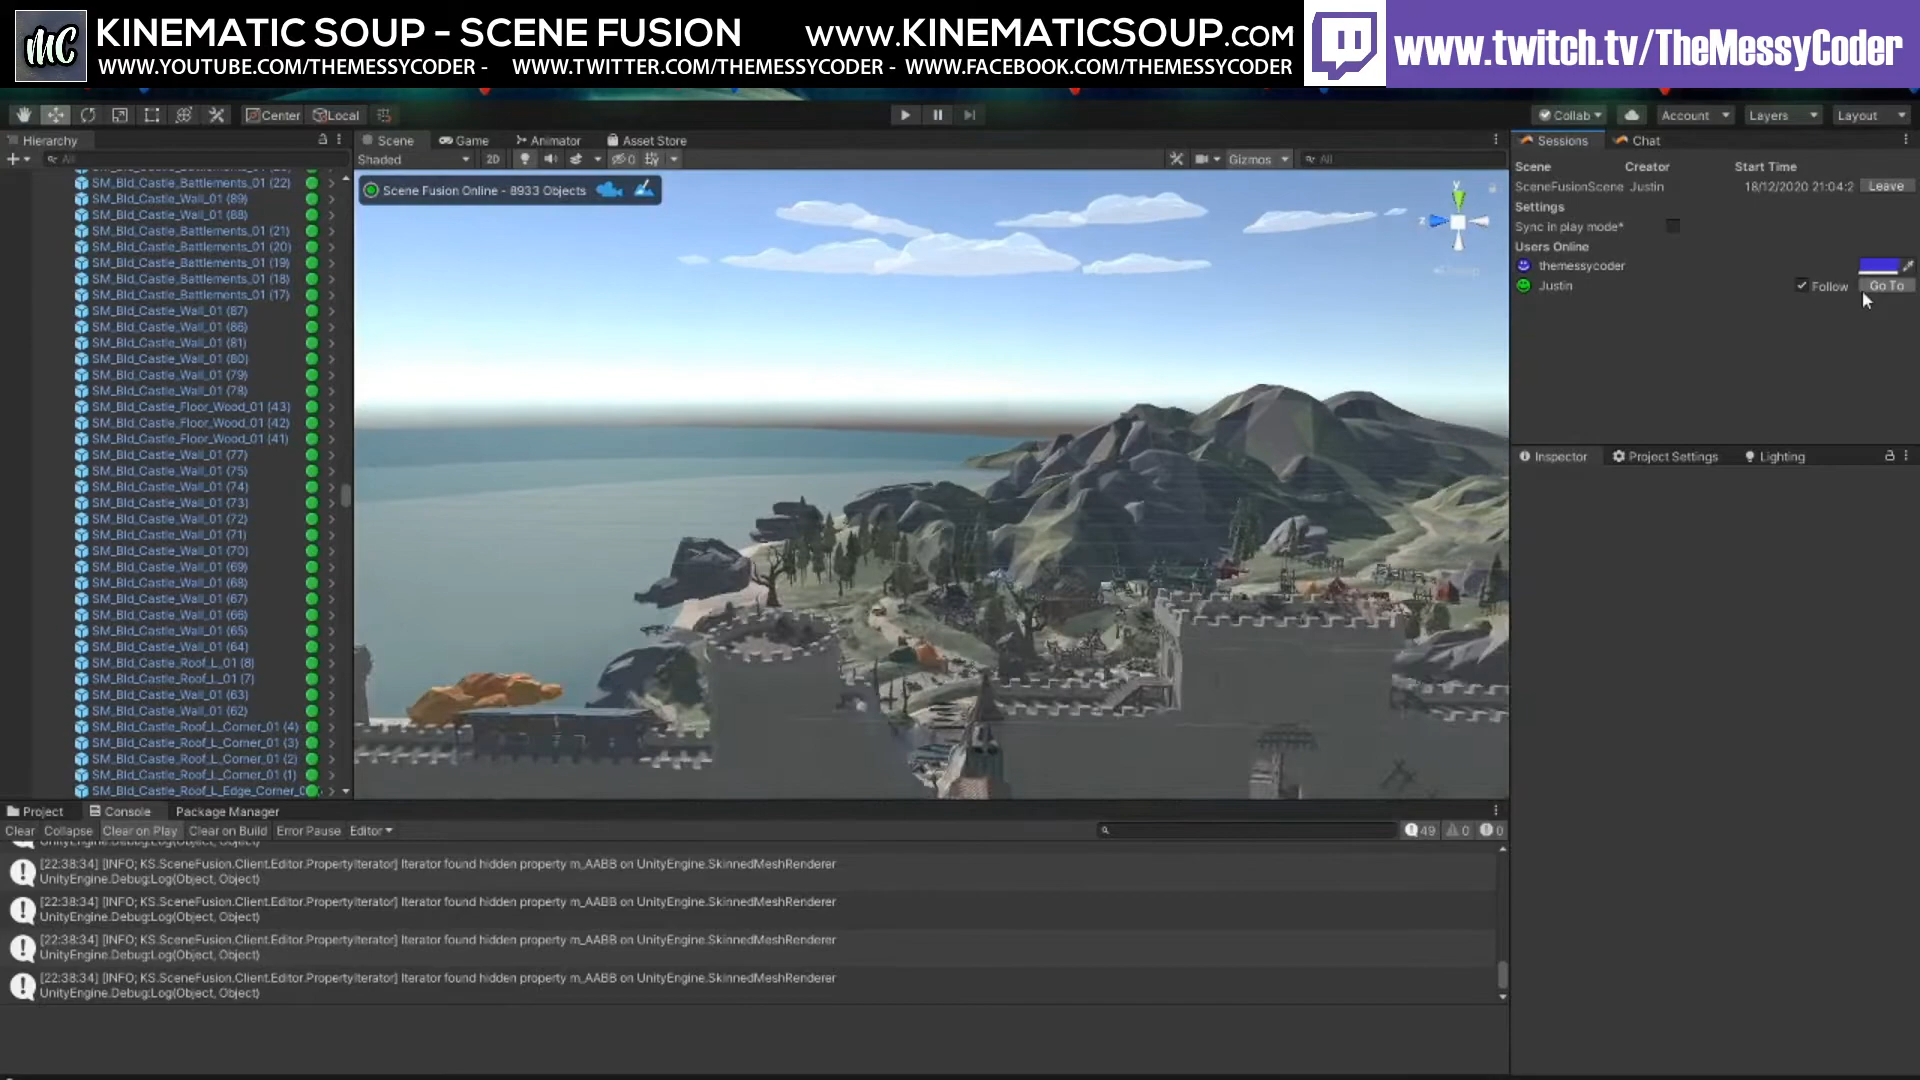 MC
KINEMATIC SOUP - SCENE FUSION
www.KINEMATICSOUP.com
www.YOUTUBE.COM/THEMESSYCODER - www.TWITTER.COM/THEMESSYCODER - www.FACEBOOK.COM/THEMESSYCODER
www.twitch.tv/TheMessyCoder
Center Local
Collab Account Layers Layout
Hierarchy
All
Scene Game Animator Asset Store
Shaded 2D 0 Gizmos All
Scene Fusion Online - 8933 Objects
y
z
SM_Bld_Castle_Battlements_01 (22)
SM_Bld_Castle_Wall_01 (89)
SM_Bld_Castle_Wall_01 (88)
SM_Bld_Castle_Battlements_01 (21)
SM_Bld_Castle_Battlements_01 (20)
SM_Bld_Castle_Battlements_01 (19)
SM_Bld_Castle_Battlements_01 (18)
SM_Bld_Castle_Battlements_01 (17)
SM_Bld_Castle_Wall_01 (87)
SM_Bld_Castle_Wall_01 (86)
SM_Bld_Castle_Wall_01 (81)
SM_Bld_Castle_Wall_01 (80)
SM_Bld_Castle_Wall_01 (79)
SM_Bld_Castle_Wall_01 (78)
SM_Bld_Castle_Floor_Wood_01 (43)
SM_Bld_Castle_Floor_Wood_01 (42)
SM_Bld_Castle_Floor_Wood_01 (41)
SM_Bld_Castle_Wall_01 (77)
SM_Bld_Castle_Wall_01 (75)
SM_Bld_Castle_Wall_01 (74)
SM_Bld_Castle_Wall_01 (73)
SM_Bld_Castle_Wall_01 (72)
SM_Bld_Castle_Wall_01 (71)
SM_Bld_Castle_Wall_01 (70)
SM_Bld_Castle_Wall_01 (69)
SM_Bld_Castle_Wall_01 (68)
SM_Bld_Castle_Wall_01 (67)
SM_Bld_Castle_Wall_01 (66)
SM_Bld_Castle_Wall_01 (65)
SM_Bld_Castle_Wall_01 (64)
SM_Bld_Castle_Roof_L_01 (8)
SM_Bld_Castle_Roof_L_01 (7)
SM_Bld_Castle_Wall_01 (63)
SM_Bld_Castle_Wall_01 (62)
SM_Bld_Castle_Roof_L_Corner_01 (4)
SM_Bld_Castle_Roof_L_Corner_01 (3)
SM_Bld_Castle_Roof_L_Corner_01 (2)
SM_Bld_Castle_Roof_L_Corner_01 (1)
SM_Bld_Castle_Roof_L_Edge_Corner_0
Sessions Chat
Scene Creator Start Time
SceneFusionScene Justin 18/12/2020 21:04:2 Leave
Settings
Sync in play mode*
Users Online
themessycoder
Justin Follow Go To
Inspector Project Settings Lighting
Project Console Package Manager
Clear Collapse Clear on Play Clear on Build Error Pause Editor 49 0 0
UnityEngine.Debug:Log(Object, Object)
[22:38:34] [INFO; KS.SceneFusion.Client.Editor.PropertyIterator] Iterator found hidden property m_AABB on UnityEngine.SkinnedMeshRenderer
UnityEngine.Debug:Log(Object, Object)
[22:38:34] [INFO; KS.SceneFusion.Client.Editor.PropertyIterator] Iterator found hidden property m_AABB on UnityEngine.SkinnedMeshRenderer
UnityEngine.Debug:Log(Object, Object)
[22:38:34] [INFO; KS.SceneFusion.Client.Editor.PropertyIterator] Iterator found hidden property m_AABB on UnityEngine.SkinnedMeshRenderer
UnityEngine.Debug:Log(Object, Object)
[22:38:34] [INFO; KS.SceneFusion.Client.Editor.PropertyIterator] Iterator found hidden property m_AABB on UnityEngine.SkinnedMeshRenderer
UnityEngine.Debug:Log(Object, Object)